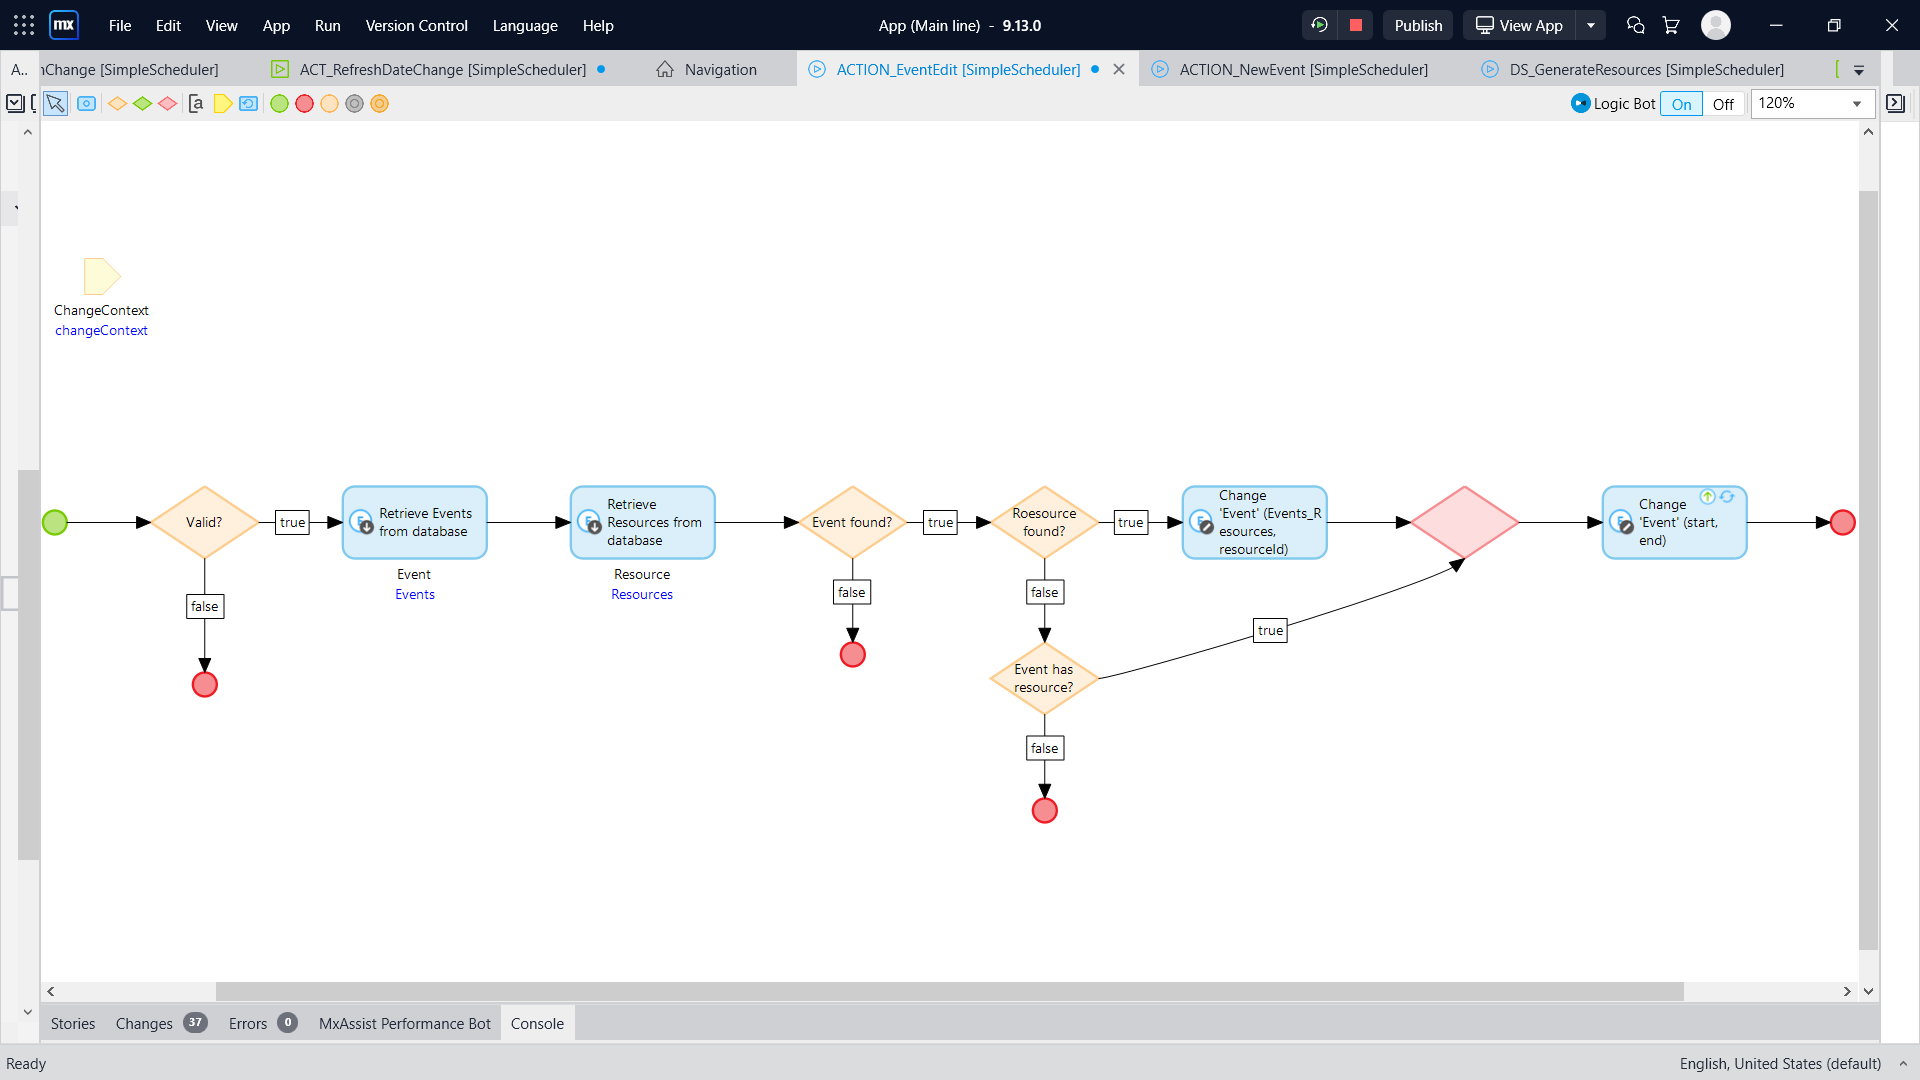 mx
File Edit View App Run Version Control Language Help
App (Main line) - 9.13.0
Publish
View App
A..
nChange [SimpleScheduler]
ACT_RefreshDateChange [SimpleScheduler]
Navigation
ACTION_EventEdit [SimpleScheduler]
ACTION_NewEvent [SimpleScheduler]
DS_GenerateResources [SimpleScheduler]
[a
Logic Bot On Off 120%
ChangeContext
changeContext
Valid?
true
false
Retrieve Events
from database
Event
Events
Retrieve
Resources from
database
Resource
Resources
Event found?
true
false
Roesource
found?
true
false
Event has
resource?
true
false
Change
'Event' (Events_R
esources,
resourceId)
Change
'Event' (start,
end)
Stories
Changes 37
Errors 0
MxAssist Performance Bot
Console
Ready
English, United States (default)